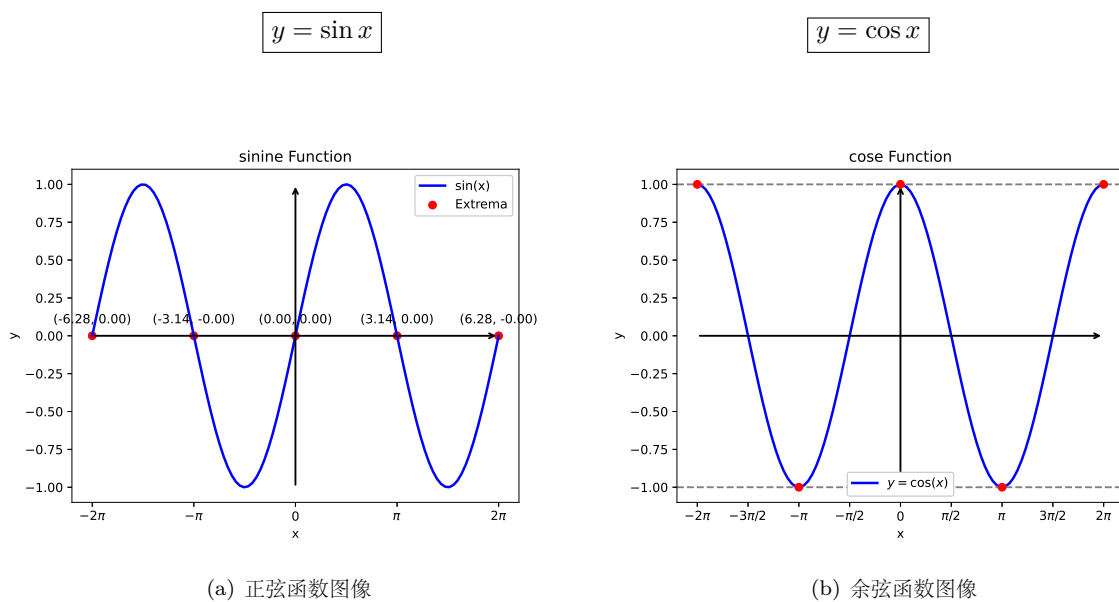 y = sin x
y = cos x
sinine Function
1.00
0.75
0.50
0.25
0.00
−0.25
−0.50
−0.75
−1.00
y
sin(x)
Extrema
(-6.28, 0.00)
(-3.14, -0.00)
(0.00, 0.00)
(3.14, 0.00)
(6.28, -0.00)
−2π
−π
0
π
2π
x
(a) 正弦函数图像
cose Function
1.00
0.75
0.50
0.25
0.00
−0.25
−0.50
−0.75
−1.00
y
y = cos(x)
−2π
−3π/2
−π
−π/2
0
π/2
π
3π/2
2π
x
(b) 余弦函数图像